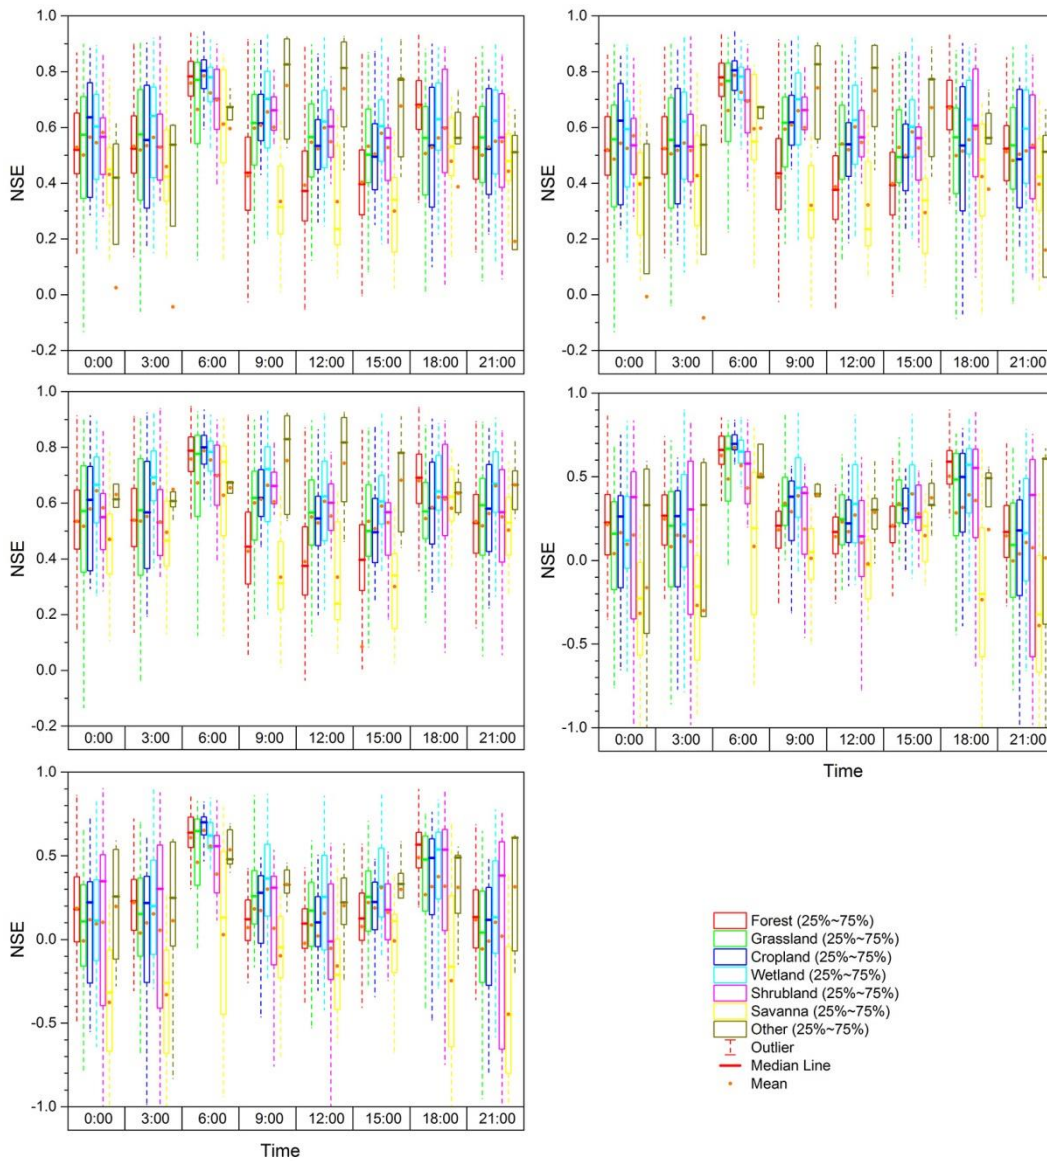 1.0
0.8
0.6
0.4
0.2
0.0
-0.2
NSE
0:00 3:00 6:00 9:00 12:00 15:00 18:00 21:00
1.0
0.8
0.6
0.4
0.2
0.0
-0.2
NSE
0:00 3:00 6:00 9:00 12:00 15:00 18:00 21:00
1.0
0.8
0.6
0.4
0.2
0.0
-0.2
NSE
0:00 3:00 6:00 9:00 12:00 15:00 18:00 21:00
1.0
0.5
0.0
-0.5
-1.0
NSE
0:00 3:00 6:00 9:00 12:00 15:00 18:00 21:00
Time
1.0
0.5
0.0
-0.5
-1.0
NSE
0:00 3:00 6:00 9:00 12:00 15:00 18:00 21:00
Time
Forest (25%~75%)
Grassland (25%~75%)
Cropland (25%~75%)
Wetland (25%~75%)
Shrubland (25%~75%)
Savanna (25%~75%)
Other (25%~75%)
Outlier
Median Line
Mean